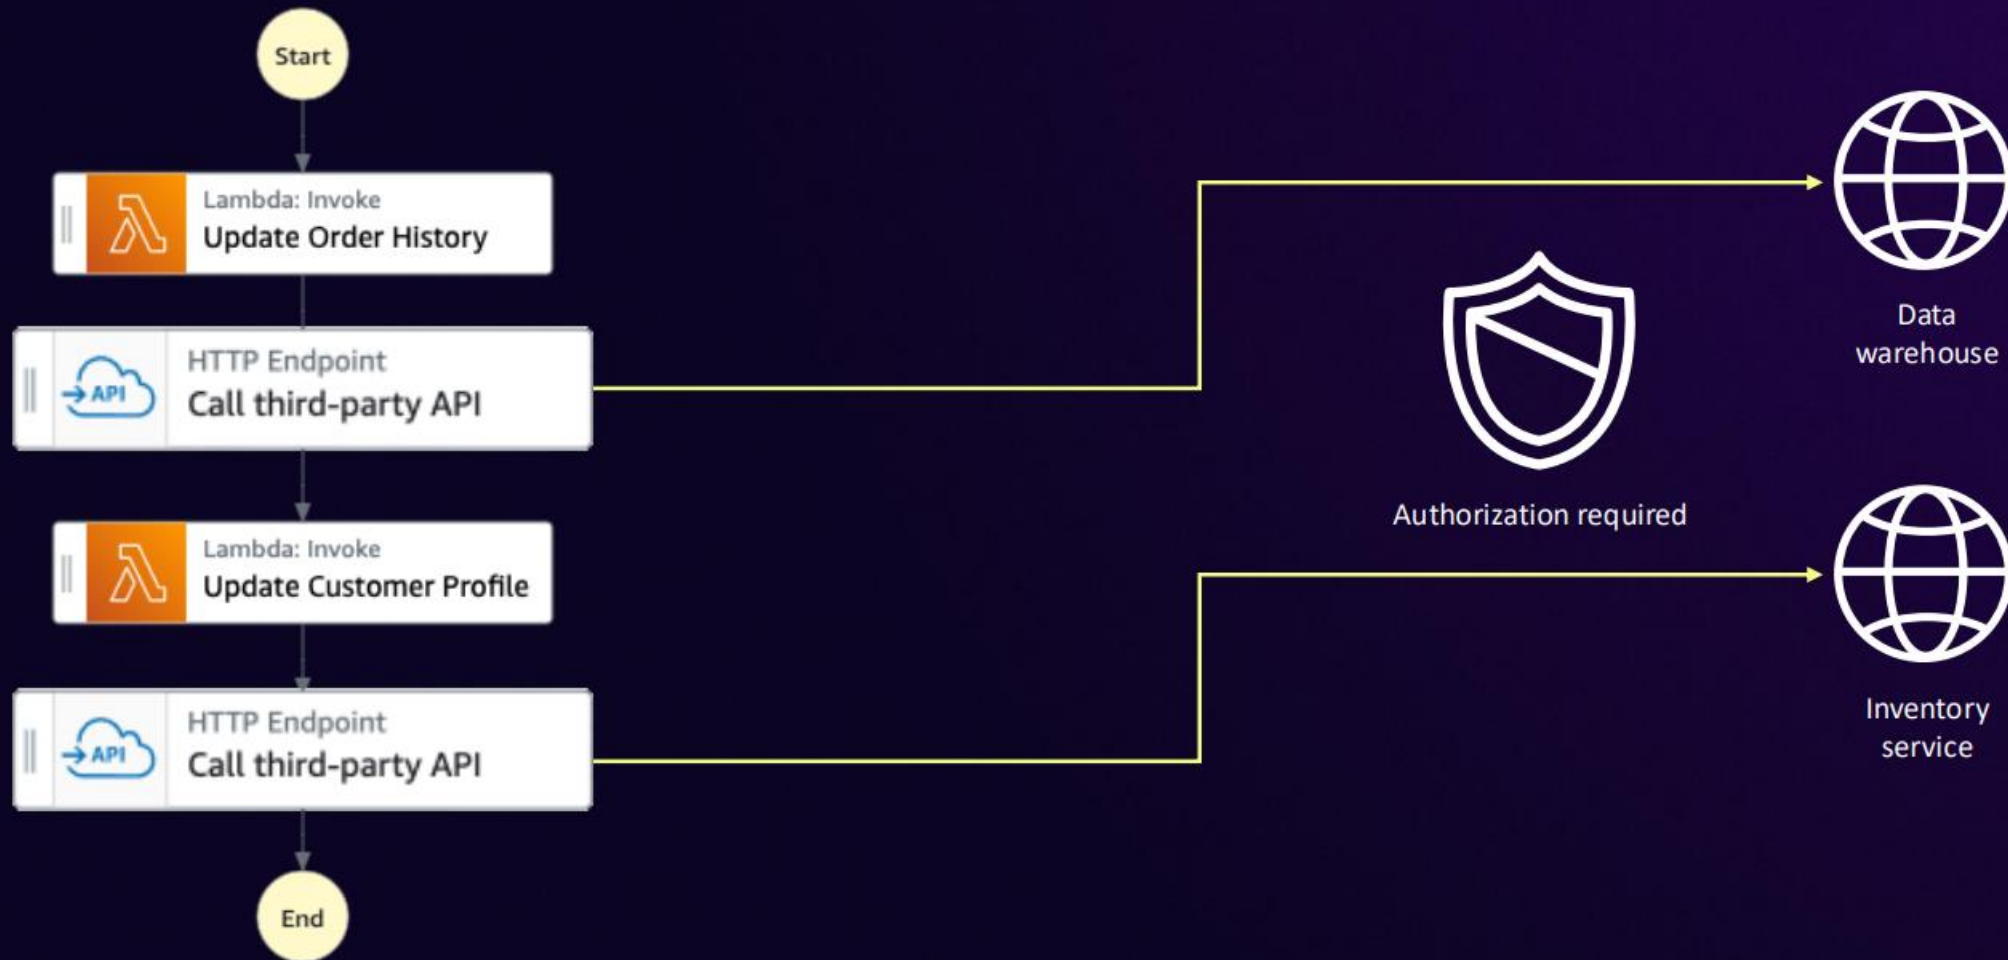 Start
Lambda: Invoke
Update Order History
API
HTTP Endpoint
Call third-party API
Lambda: Invoke
Update Customer Profile
API
HTTP Endpoint
Call third-party API
End
Authorization required
Data
warehouse
Inventory
service